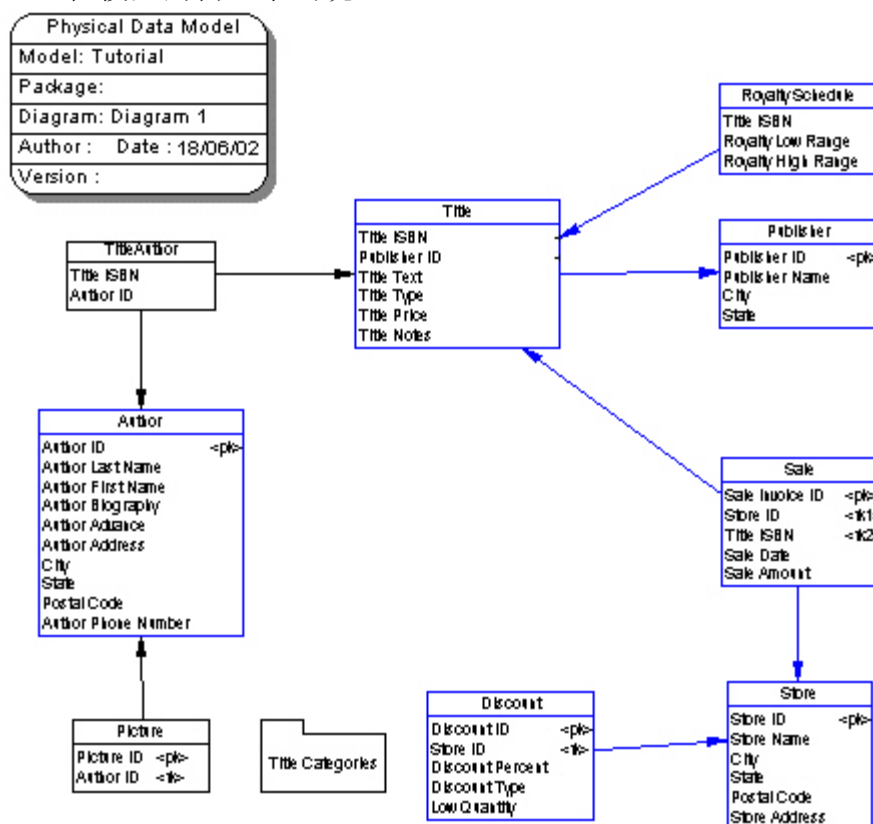 Physical Data Model
Model: Tutorial
Package:
Diagram: Diagram 1
Author : Date : 18/06/02
Version :
RoyaltySchedule
Title ISBN
Royalty Low Range
Royalty High Range
Title
Title ISBN
Publisher ID
Title Text
Title Type
Title Price
Title Notes
Publisher
Publisher ID <pk>
Publisher Name
City
State
TitleAuthor
Title ISBN
Author ID
Author
Author ID <pk>
Author Last Name
Author First Name
Author Biography
Author Advance
Author Address
City
State
Postal Code
Author Phone Number
Sale
Sale Invoice ID <pk>
Store ID <fk1
Title ISBN <fk2
Sale Date
Sale Amount
Picture
Picture ID <pk>
Author ID <fk>
Title Categories
Discount
Discount ID <pk>
Store ID <fk>
Discount Percent
Discount Type
Low Quantity
Store
Store ID <pk>
Store Name
City
State
Postal Code
Store Address